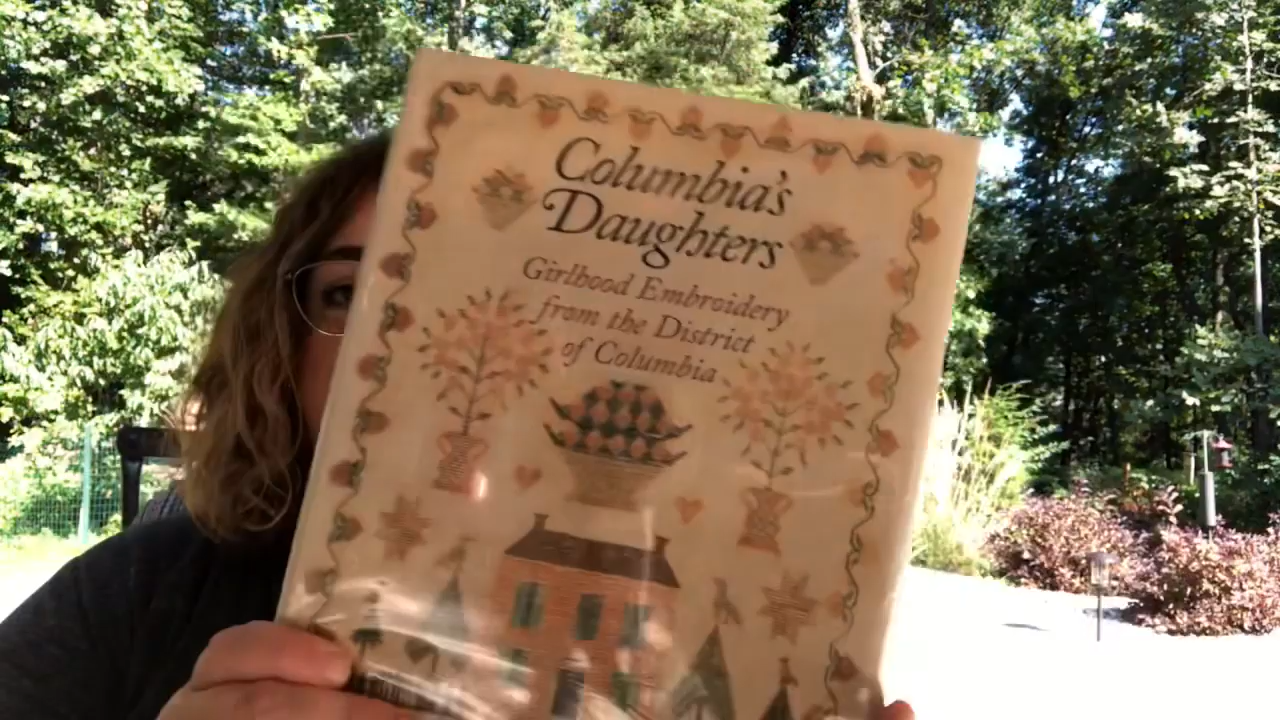 Columbia's
Daughters
Girlhood Embroidery
from the District
of Columbia